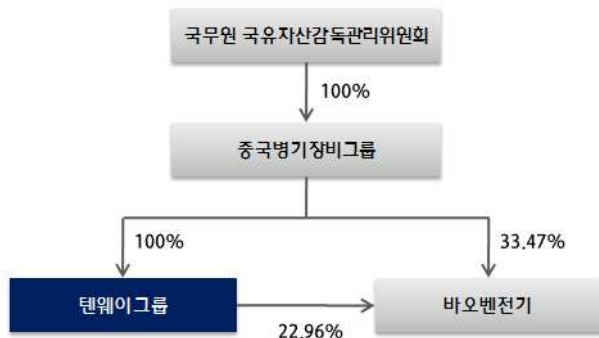 국무원 국유자산감독관리위원회
100%
중국병기장비그룹
100%
33.47%
텐웨이그룹
바오벤전기
22.96%